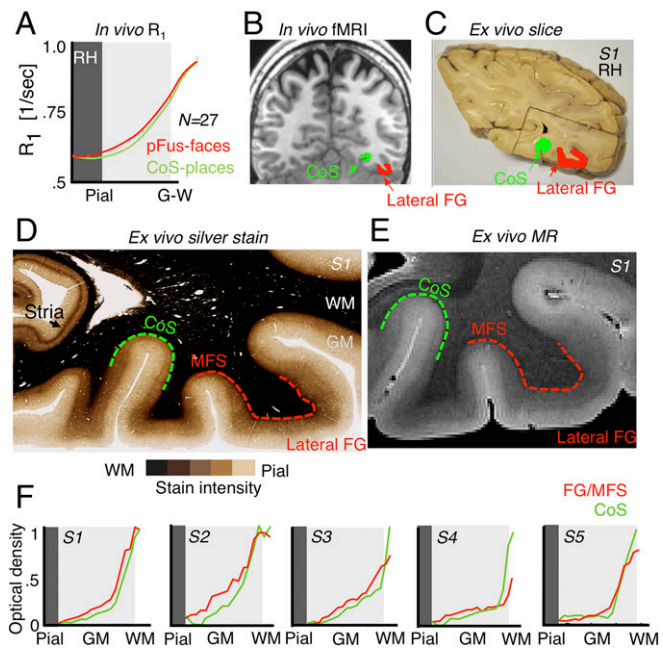 A
In vivo R1
1.0
RH
.75
R1 [1/sec]
N=27
pFus-faces
CoS-places
.5
Pial
G-W
B
In vivo fMRI
CoS
Lateral FG
C
Ex vivo slice
S1
RH
CoS
Lateral FG
D
Ex vivo silver stain
S1
Stria
WM
CoS
GM
MFS
Lateral FG
WM
Pial
Stain intensity
E
Ex vivo MR
S1
CoS
MFS
Lateral FG
F
FG/MFS
CoS
Optical density
1
.5
0
S1
S2
S3
S4
S5
Pial GM WM
Pial GM WM
Pial GM WM
Pial GM WM
Pial GM WM